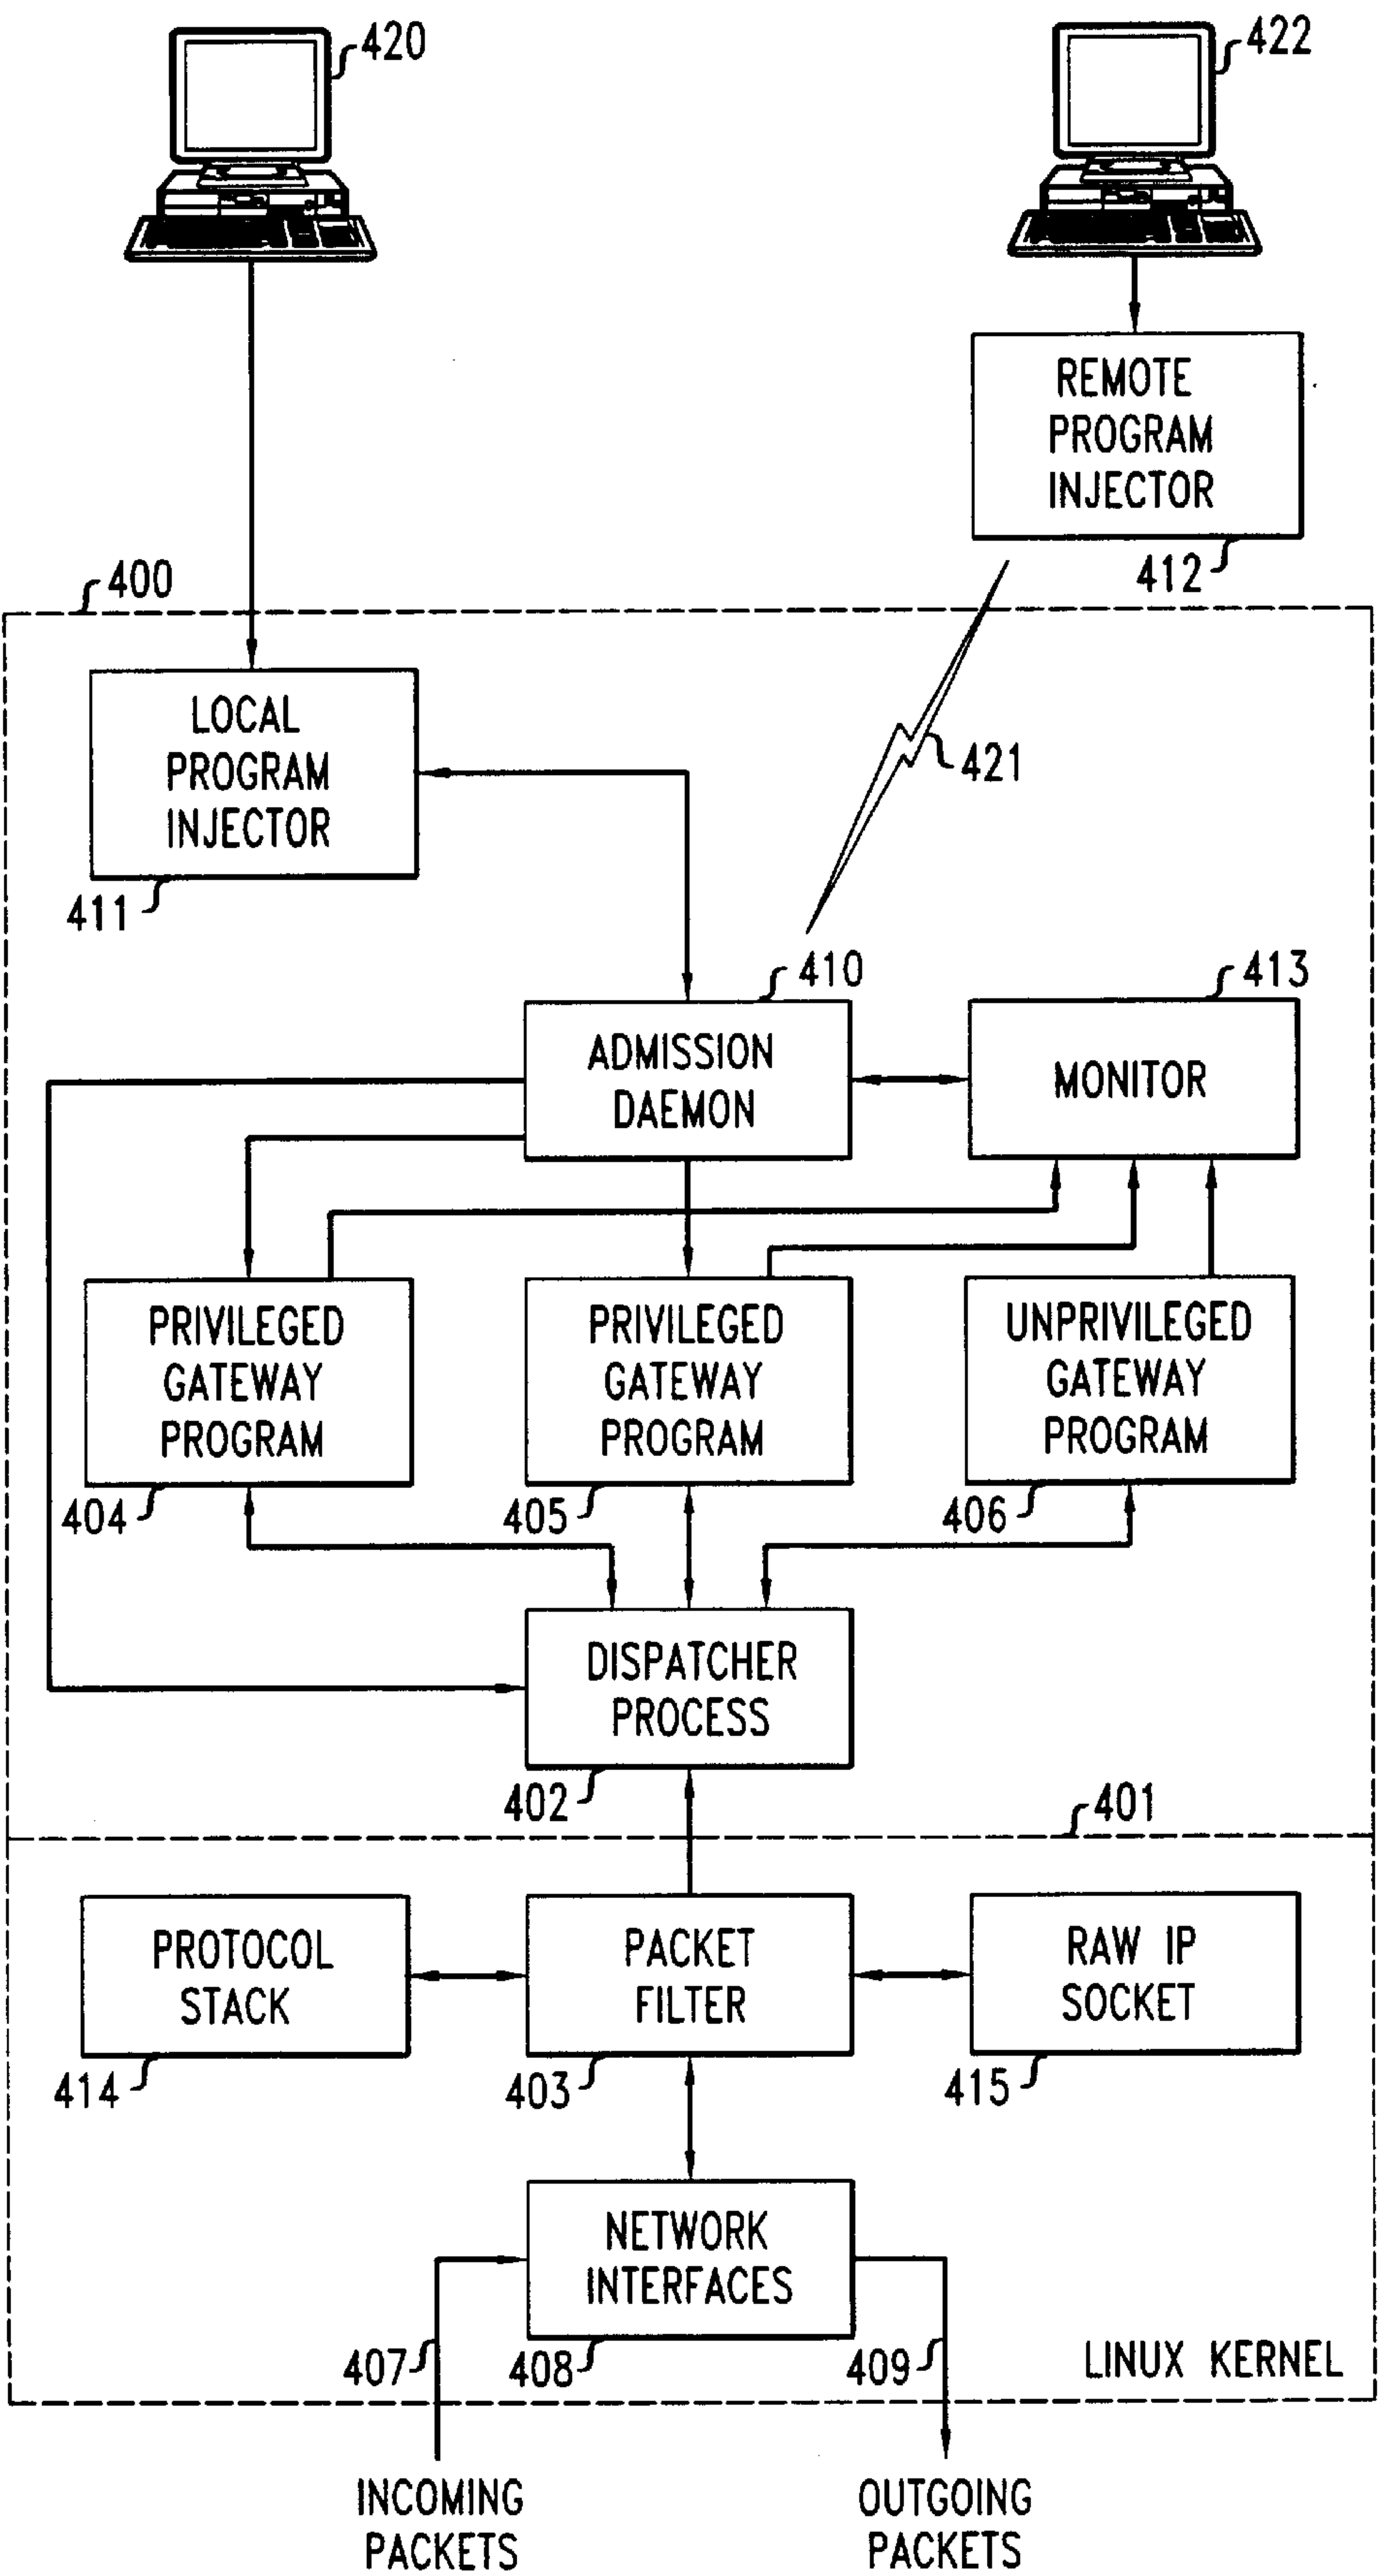 420
422
REMOTE
PROGRAM
INJECTOR
412
400
LOCAL
PROGRAM
INJECTOR
411
421
410
413
ADMISSION
DAEMON
MONITOR
PRIVILEGED
GATEWAY
PROGRAM
404
PRIVILEGED
GATEWAY
PROGRAM
405
UNPRIVILEGED
GATEWAY
PROGRAM
406
DISPATCHER
PROCESS
402
401
PROTOCOL
STACK
414
PACKET
FILTER
403
RAW IP
SOCKET
415
NETWORK
INTERFACES
407
408
409
LINUX KERNEL
INCOMING
PACKETS
OUTGOING
PACKETS